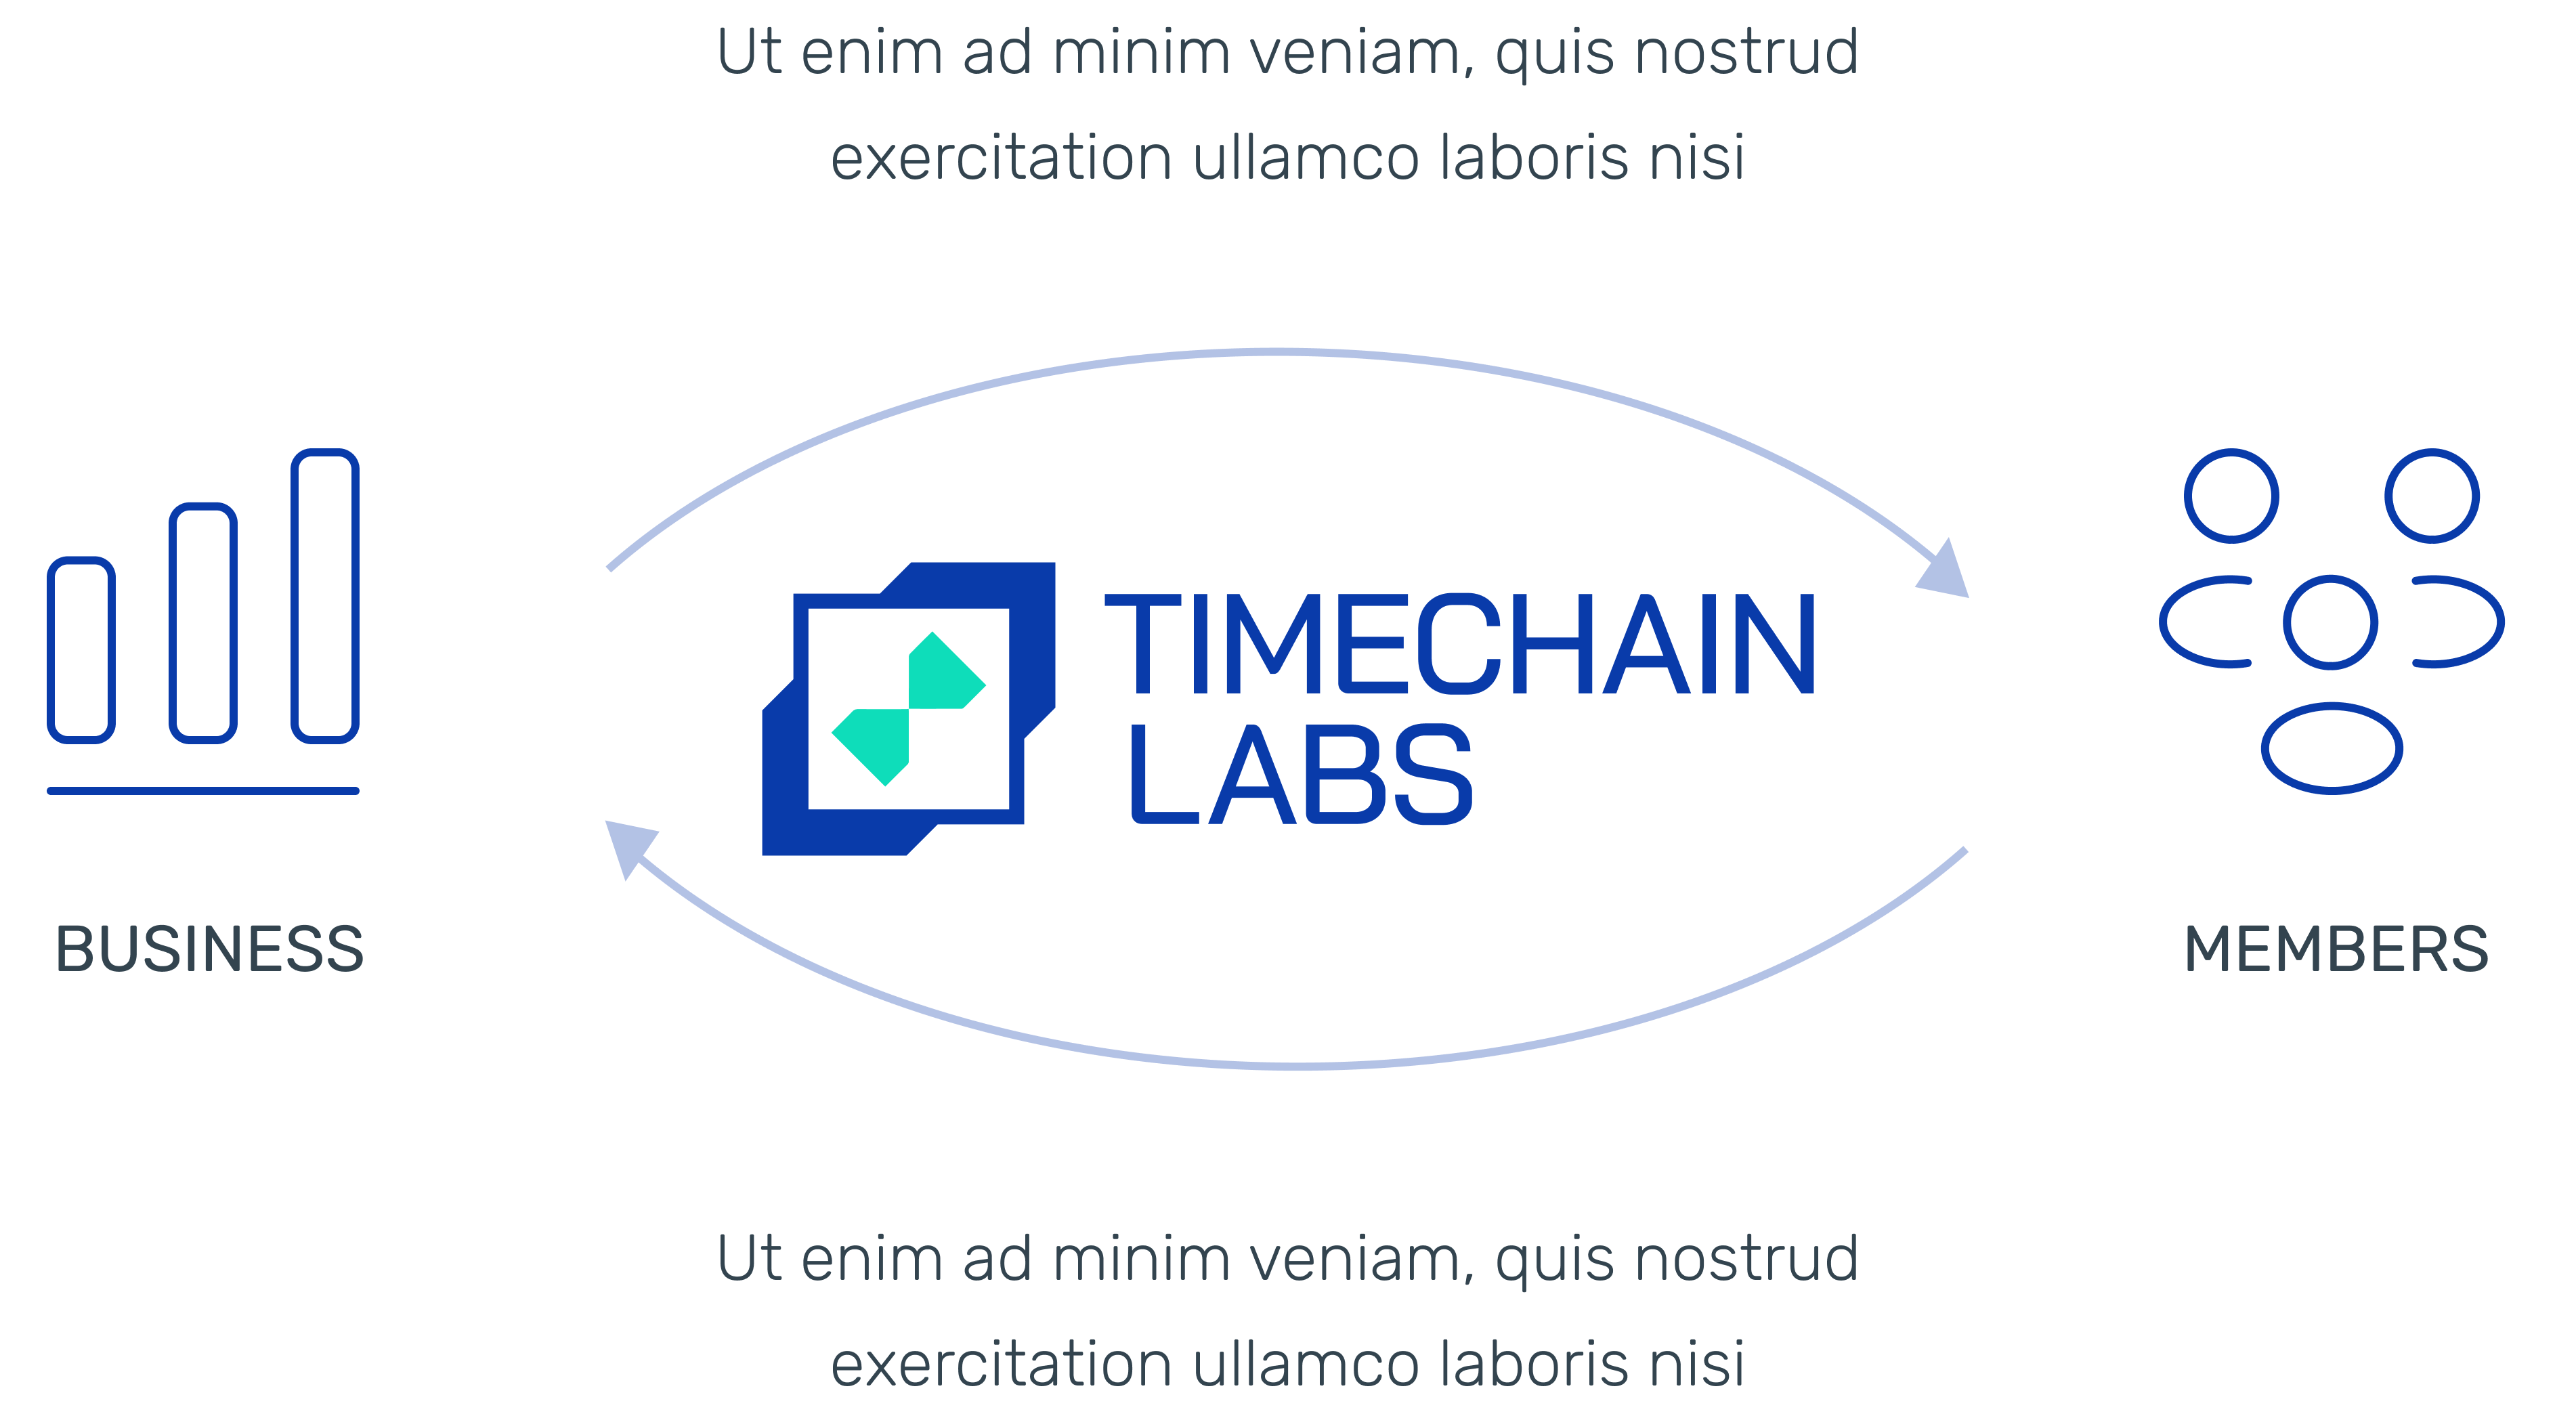 Ut enim ad minim veniam, quis nostrud
exercitation ullamco laboris nisi
TIMECHAIN
LABS
BUSINESS
MEMBERS
Ut enim ad minim veniam, quis nostrud
exercitation ullamco laboris nisi